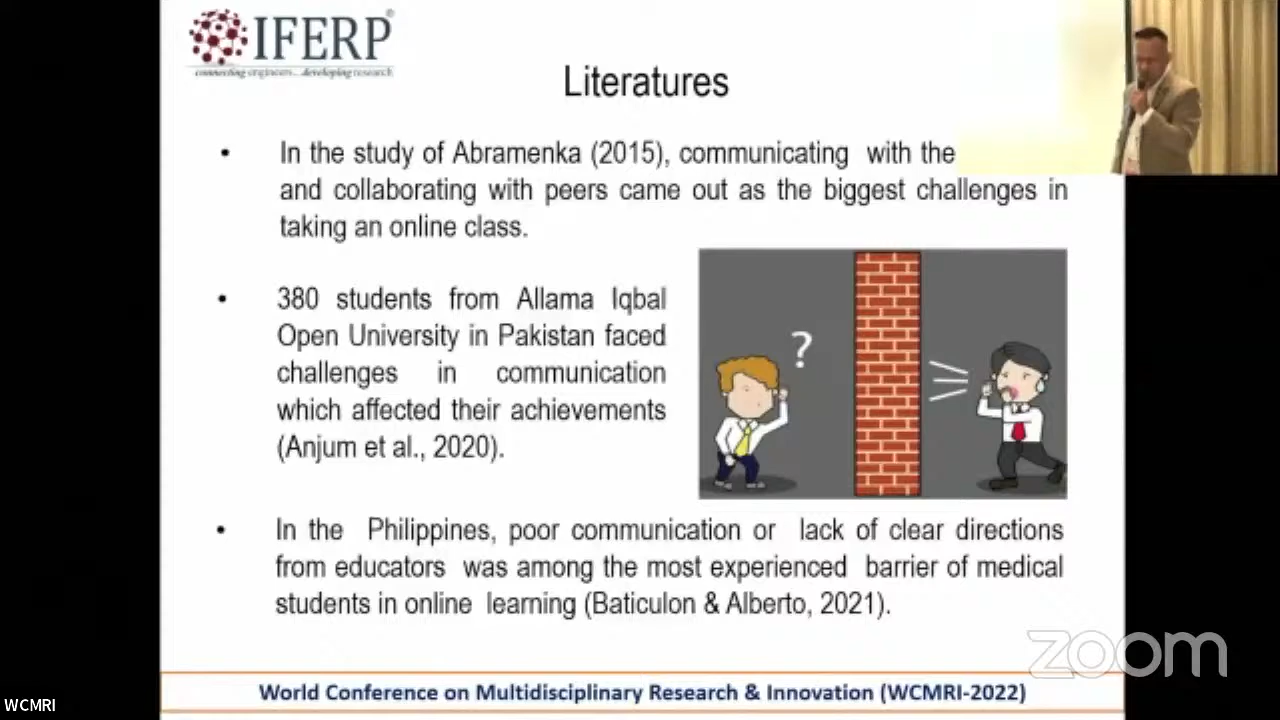 IFERP®
connecting engineers... developing research
Literatures
• In the study of Abramenka (2015), communicating with the
and collaborating with peers came out as the biggest challenges in
taking an online class.
• 380 students from Allama Iqbal
Open University in Pakistan faced
challenges in communication
which affected their achievements
(Anjum et al., 2020).
?
• In the Philippines, poor communication or lack of clear directions
from educators was among the most experienced barrier of medical
students in online learning (Baticulon & Alberto, 2021).
zoom
World Conference on Multidisciplinary Research & Innovation (WCMRI-2022)
WCMRI